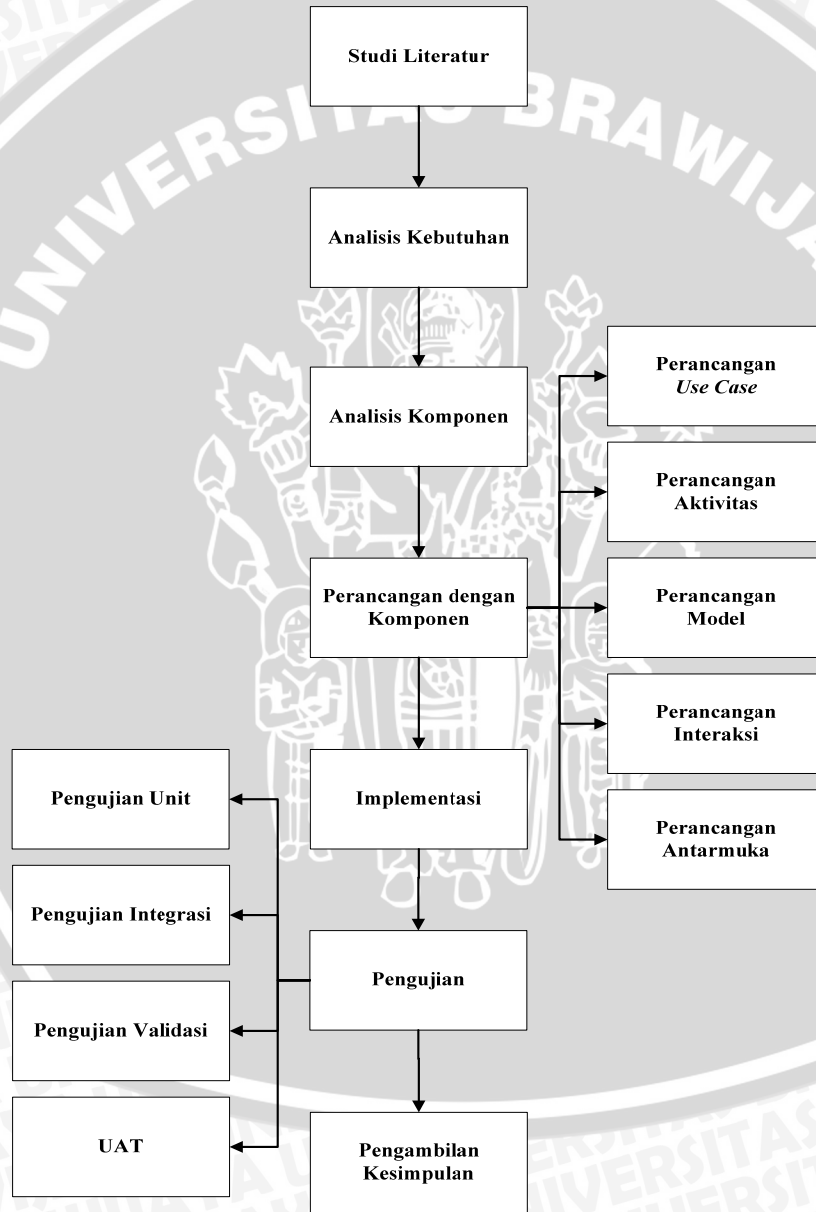 UNIVERSITAS BRAWIJA
Studi Literatur
Analisis Kebutuhan
Analisis Komponen
Perancangan dengan
Komponen
Perancangan
Use Case
Perancangan
Aktivitas
Perancangan
Model
Perancangan
Interaksi
Perancangan
Antarmuka
Implementasi
Pengujian
Pengujian Unit
Pengujian Integrasi
Pengujian Validasi
UAT
Pengambilan
Kesimpulan